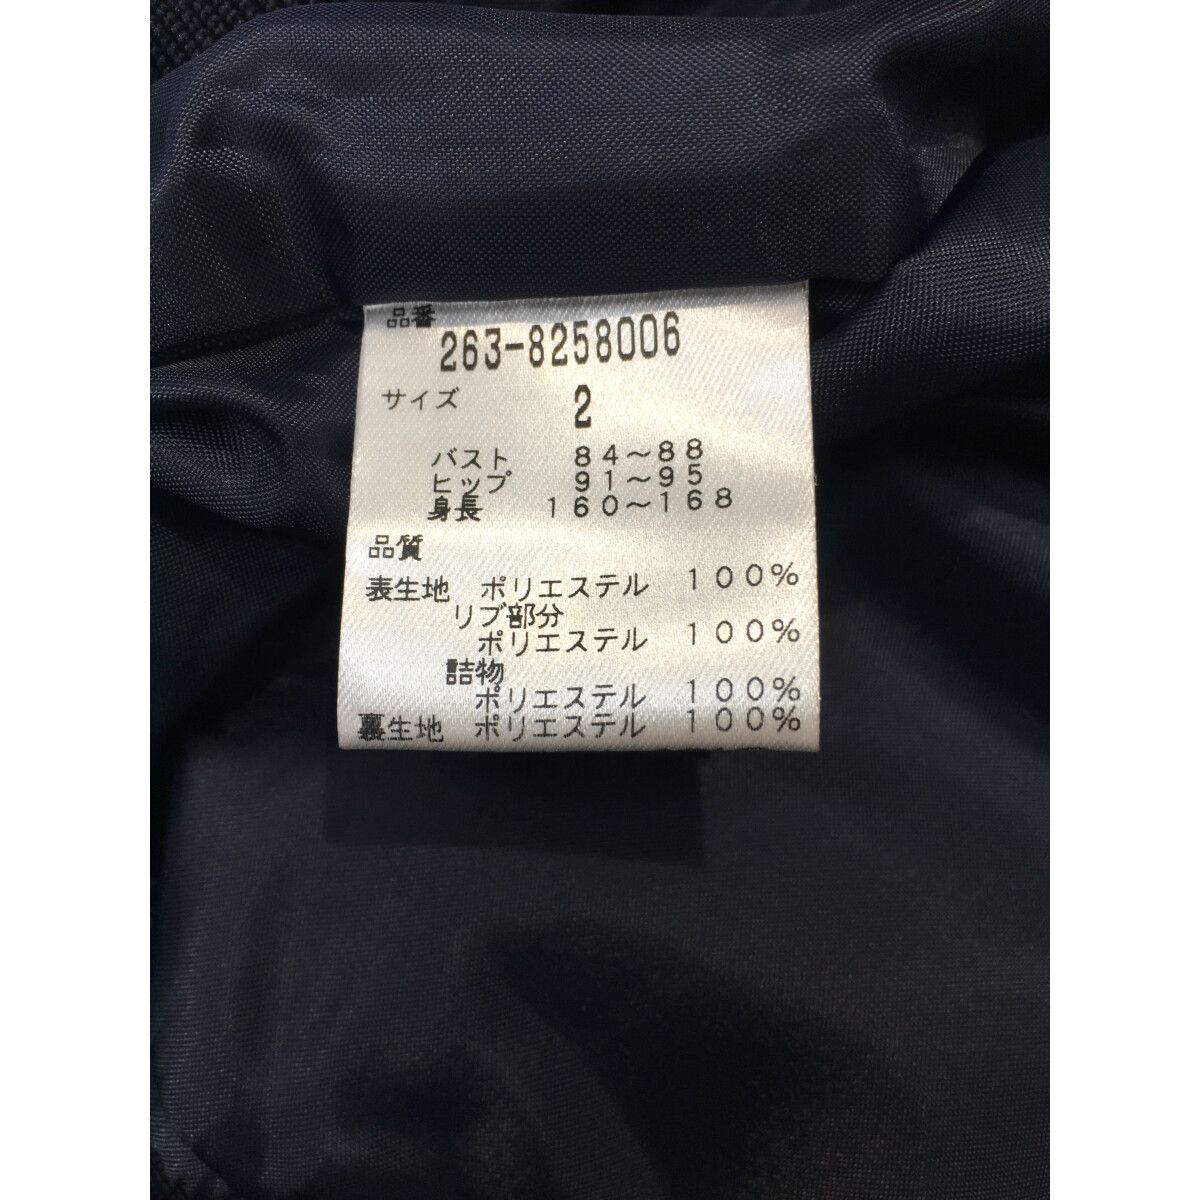 品番
263-8258006
サイズ 2
バスト 84～88
ヒップ 91～95
身長 160～168
品質
表生地 ポリエステル 100%
リブ部分
ポリエステル 100%
詰物
ポリエステル 100%
裏生地 ポリエステル 100%